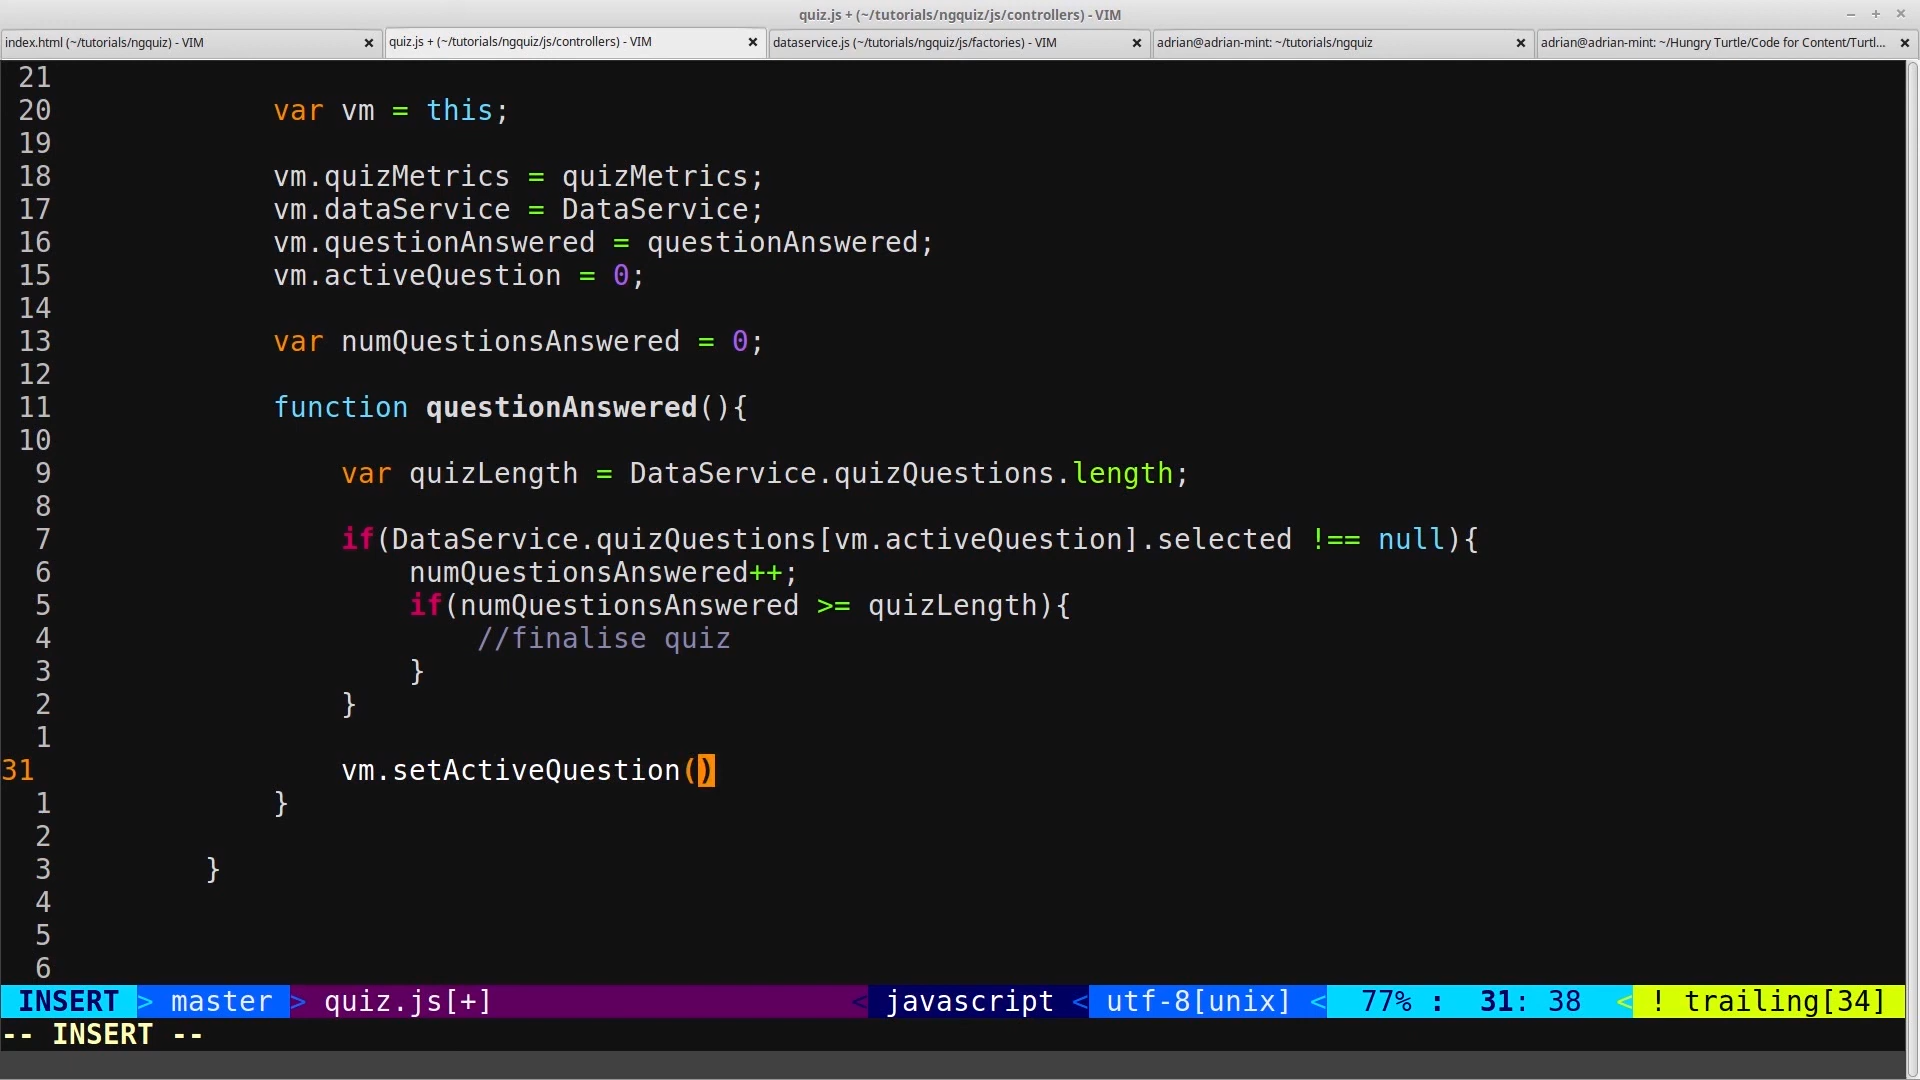 quiz.js + (~/tutorials/ngquiz/js/controllers) - VIM
index.html (~/tutorials/ngquiz) - VIM
quiz.js + (~/tutorials/ngquiz/js/controllers) - VIM
dataservice.js (~/tutorials/ngquiz/js/factories) - VIM
adrian@adrian-mint: ~/tutorials/ngquiz
adrian@adrian-mint: ~/Hungry Turtle/Code for Content/Turtl...
21
20 var vm = this;
19
18 vm.quizMetrics = quizMetrics;
17 vm.dataService = DataService;
16 vm.questionAnswered = questionAnswered;
15 vm.activeQuestion = 0;
14
13 var numQuestionsAnswered = 0;
12
11 function questionAnswered(){
10
9 var quizLength = DataService.quizQuestions.length;
8
7 if(DataService.quizQuestions[vm.activeQuestion].selected !== null){
6 numQuestionsAnswered++;
5 if(numQuestionsAnswered >= quizLength){
4 //finalise quiz
3 }
2 }
1
31 vm.setActiveQuestion()
1 }
2
3 }
4
5
6
INSERT > master > quiz.js[+] < javascript < utf-8[unix] < 77% : 31: 38 < ! trailing[34]
-- INSERT --